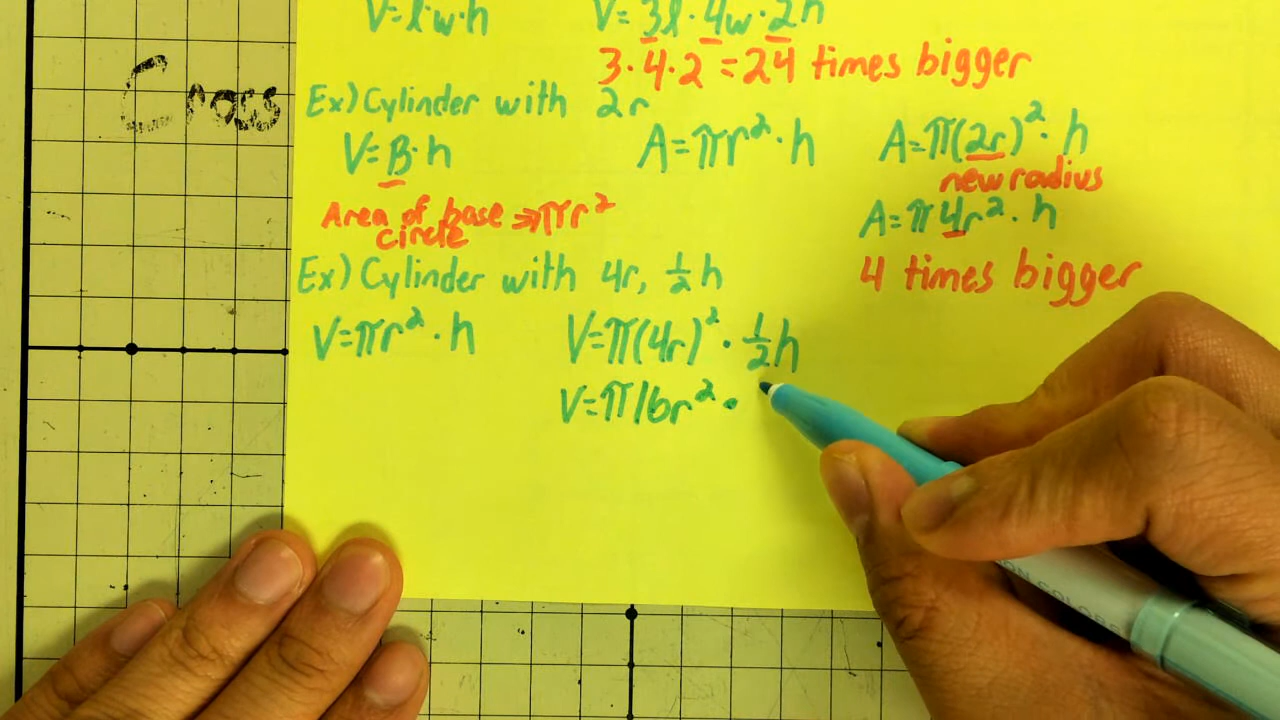 V=l·w·h V=3l·4w·2h
3·4·2=24 times bigger
Cross
Ex) Cylinder with 2r
V=B·h A=πr²·h A=π(2r)²·h
new radius
Area of base ⇒ πr² A=π4r²·h
circle
Ex) Cylinder with 4r, ½h 4 times bigger
V=πr²·h V=π(4r)²·½h
V=π16r²·